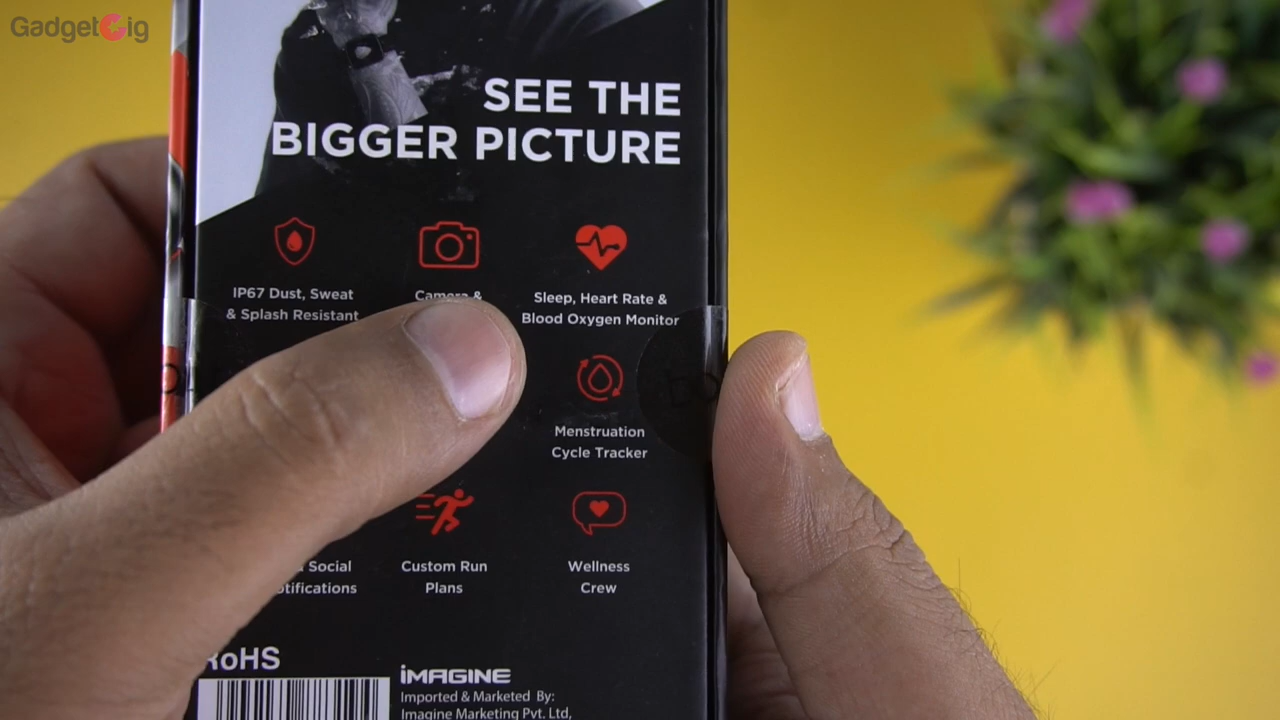 GadgetGig
SEE THE
BIGGER PICTURE
IP67 Dust, Sweat
& Splash Resistant
Camera &
Sleep, Heart Rate &
Blood Oxygen Monitor
Menstruation
Cycle Tracker
& Social
Custom Run
Plans
Wellness
Crew
RoHS
iMAGINE
Imported & Marketed By:
Imagine Marketing Pvt. Ltd,